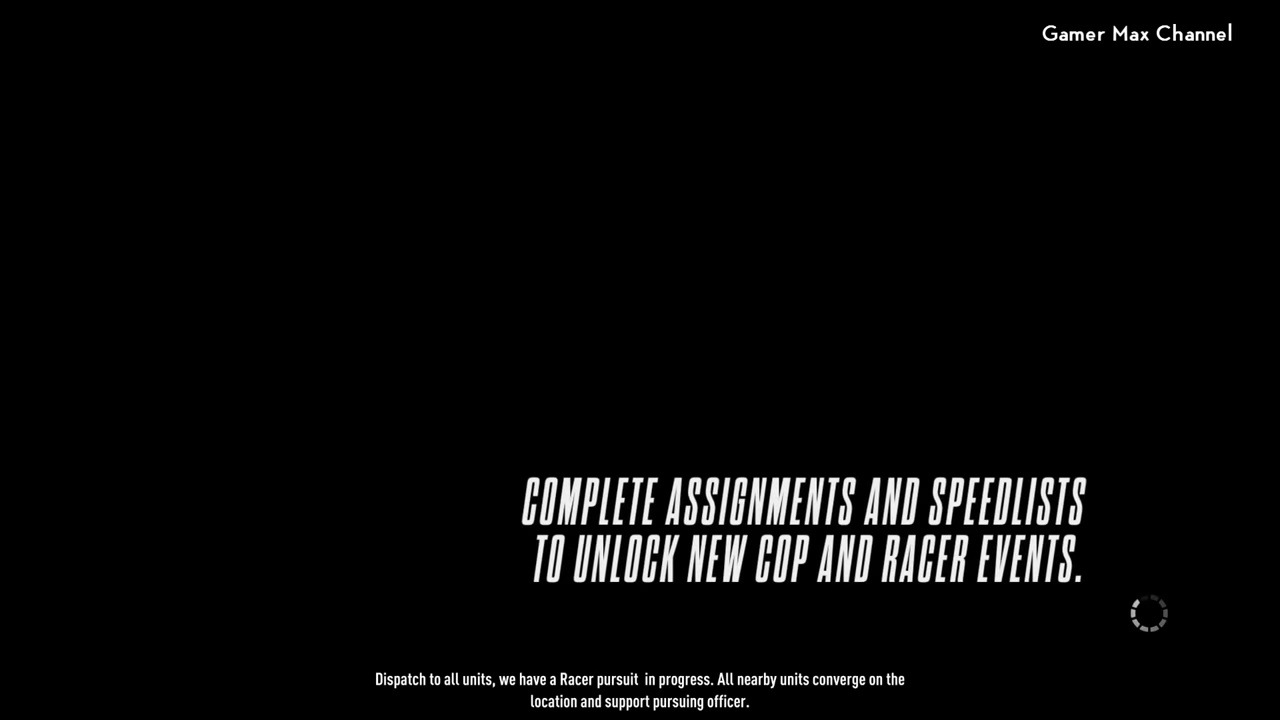 Gamer Max Channel
COMPLETE ASSIGNMENTS AND SPEEDLISTS
TO UNLOCK NEW COP AND RACER EVENTS.
Dispatch to all units, we have a Racer pursuit  in progress. All nearby units converge on the
location and support pursuing officer.